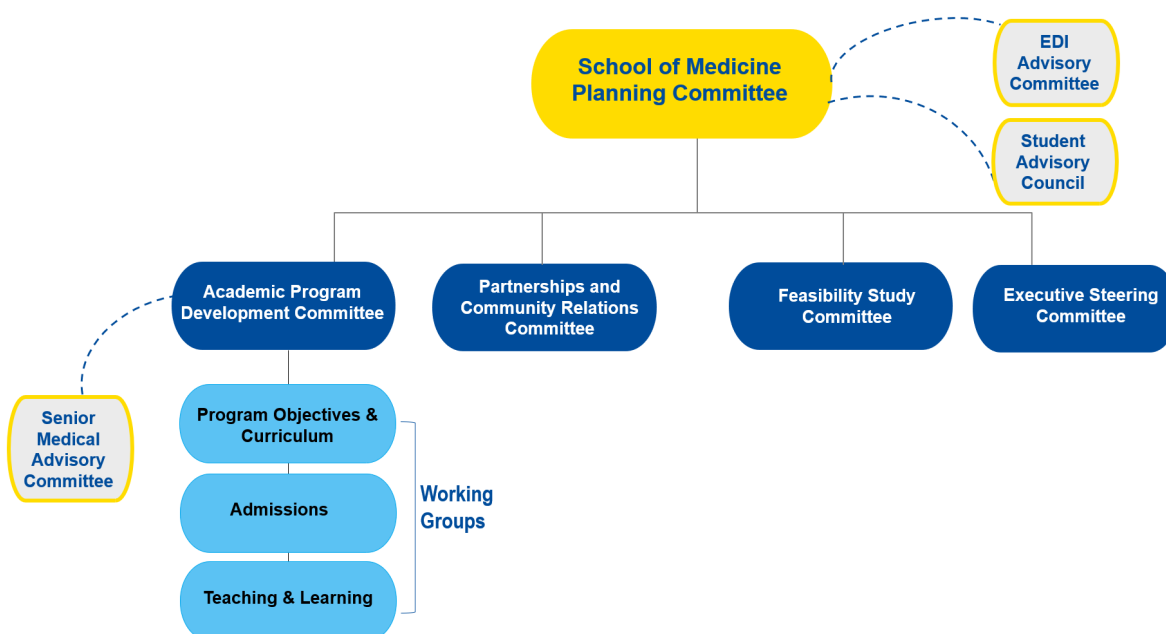 School of Medicine
Planning Committee
EDI
Advisory
Committee
Student
Advisory
Council
Academic Program
Development Committee
Partnerships and
Community Relations
Committee
Feasibility Study
Committee
Executive Steering
Committee
Senior
Medical
Advisory
Committee
Program Objectives &
Curriculum
Admissions
Teaching & Learning
Working
Groups